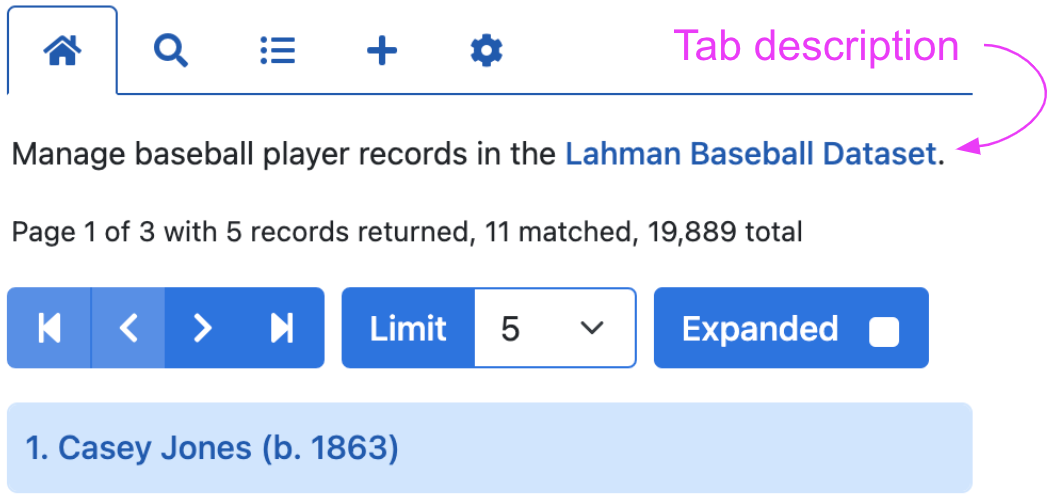 Tab description
Manage baseball player records in the Lahman Baseball Dataset.
Page 1 of 3 with 5 records returned, 11 matched, 19,889 total
Limit 5 Expanded
1. Casey Jones (b. 1863)